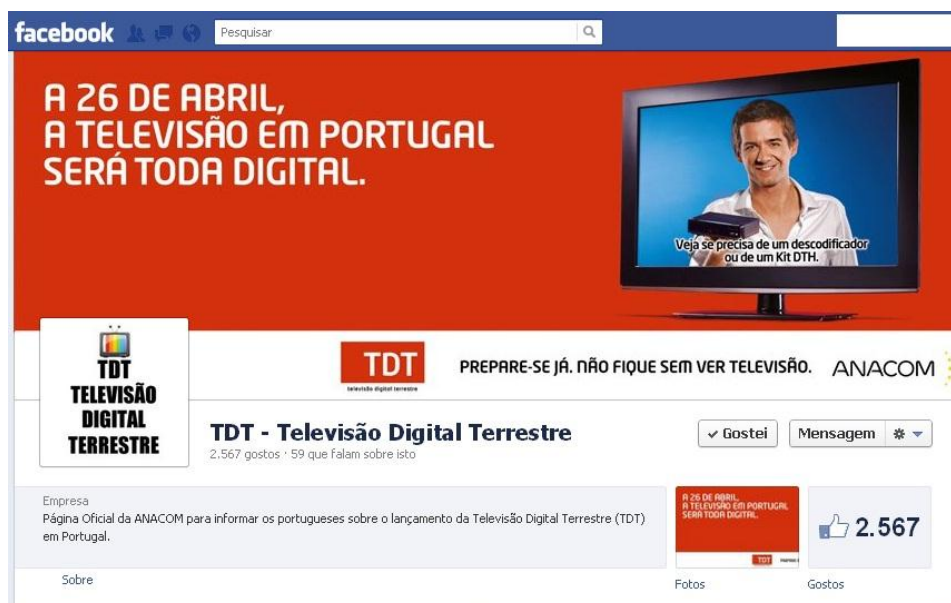 facebook
Pesquisar
A 26 DE ABRIL,
A TELEVISÃO EM PORTUGAL
SERÁ TODA DIGITAL.
Veja se precisa de um descodificador
ou de um Kit DTH.
TDT
TELEVISÃO
DIGITAL
TERRESTRE
TDT
televisão digital terrestre
PREPARE-SE JÁ. NÃO FIQUE SEM VER TELEVISÃO.
ANACOM
TDT - Televisão Digital Terrestre
2.567 gostos · 59 que falam sobre isto
Gostei
Mensagem
Empresa
Página Oficial da ANACOM para informar os portugueses sobre o lançamento da Televisão Digital Terrestre (TDT)
em Portugal.
Sobre
A 26 DE ABRIL,
A TELEVISÃO EM PORTUGAL
SERÁ TODA DIGITAL.
TDT
Fotos
2.567
Gostos